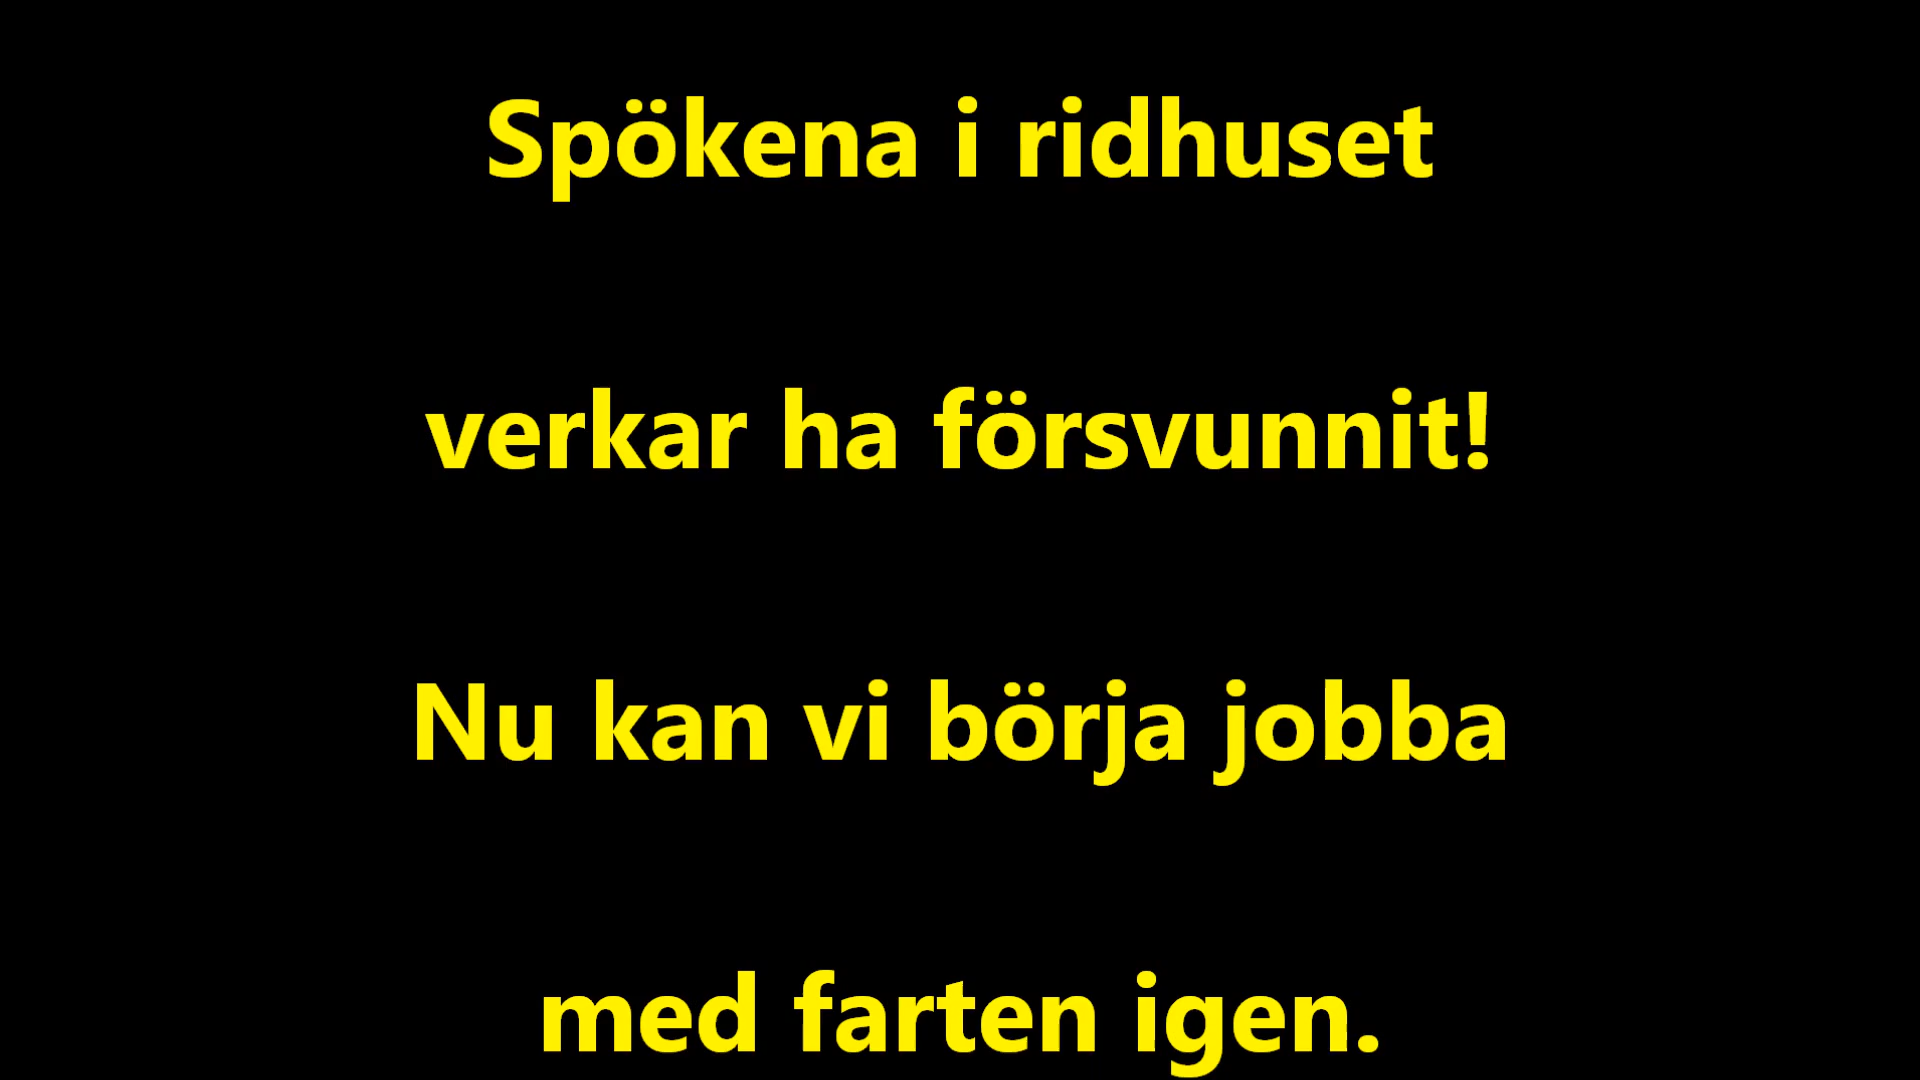 Spökena i ridhuset
verkar ha försvunnit!
Nu kan vi börja jobba
med farten igen.